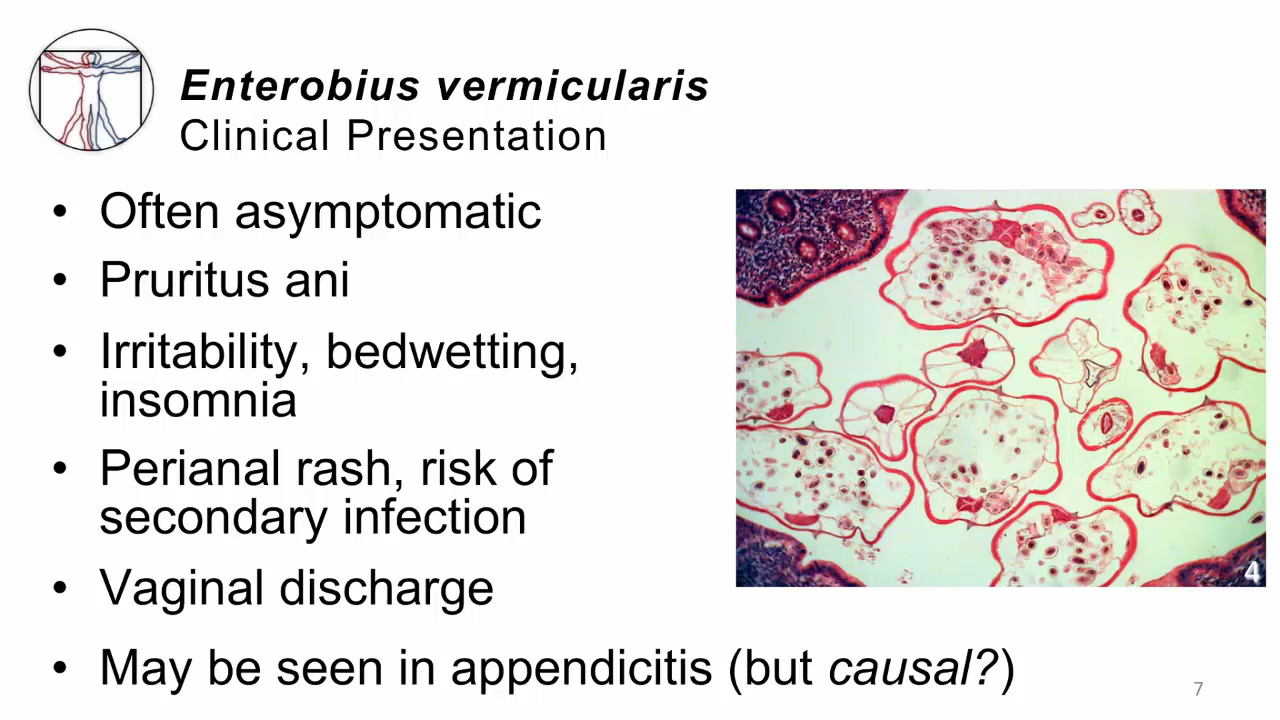 Enterobius vermicularis
Clinical Presentation
• Often asymptomatic
• Pruritus ani
• Irritability, bedwetting,
insomnia
• Perianal rash, risk of
secondary infection
• Vaginal discharge
• May be seen in appendicitis (but causal?)
4
7